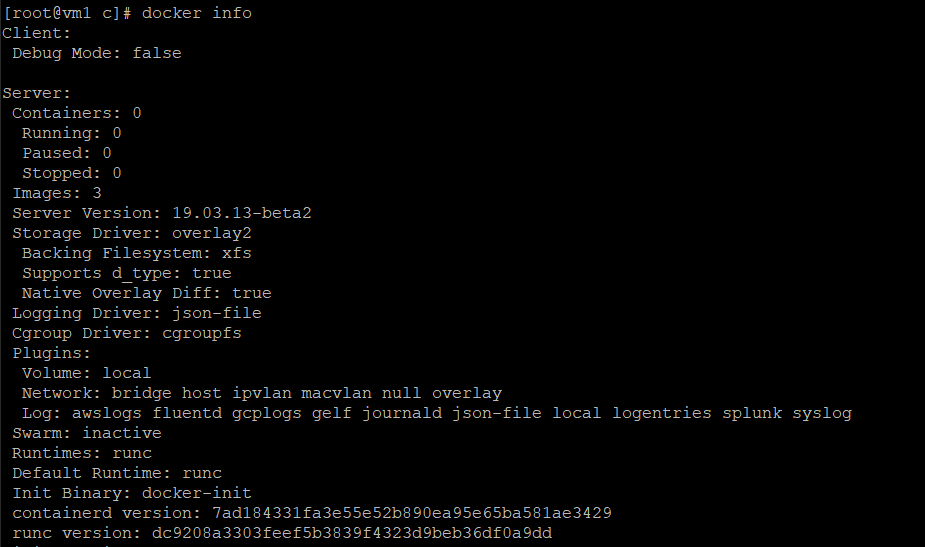 [root@vm1 c]# docker info
Client:
 Debug Mode: false

Server:
 Containers: 0
  Running: 0
  Paused: 0
  Stopped: 0
 Images: 3
 Server Version: 19.03.13-beta2
 Storage Driver: overlay2
  Backing Filesystem: xfs
  Supports d_type: true
  Native Overlay Diff: true
 Logging Driver: json-file
 Cgroup Driver: cgroupfs
 Plugins:
  Volume: local
  Network: bridge host ipvlan macvlan null overlay
  Log: awslogs fluentd gcplogs gelf journald json-file local logentries splunk syslog
 Swarm: inactive
 Runtimes: runc
 Default Runtime: runc
 Init Binary: docker-init
 containerd version: 7ad184331fa3e55e52b890ea95e65ba581ae3429
 runc version: dc9208a3303feef5b3839f4323d9beb36df0a9dd